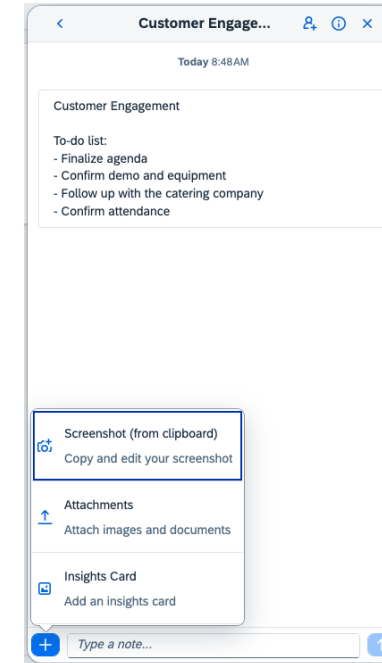 Customer Engage...
Today 8:48AM
Customer Engagement
To-do list:
- Finalize agenda
- Confirm demo and equipment
- Follow up with the catering company
- Confirm attendance
Screenshot (from clipboard)
Copy and edit your screenshot
Attachments
Attach images and documents
Insights Card
Add an insights card
Type a note...